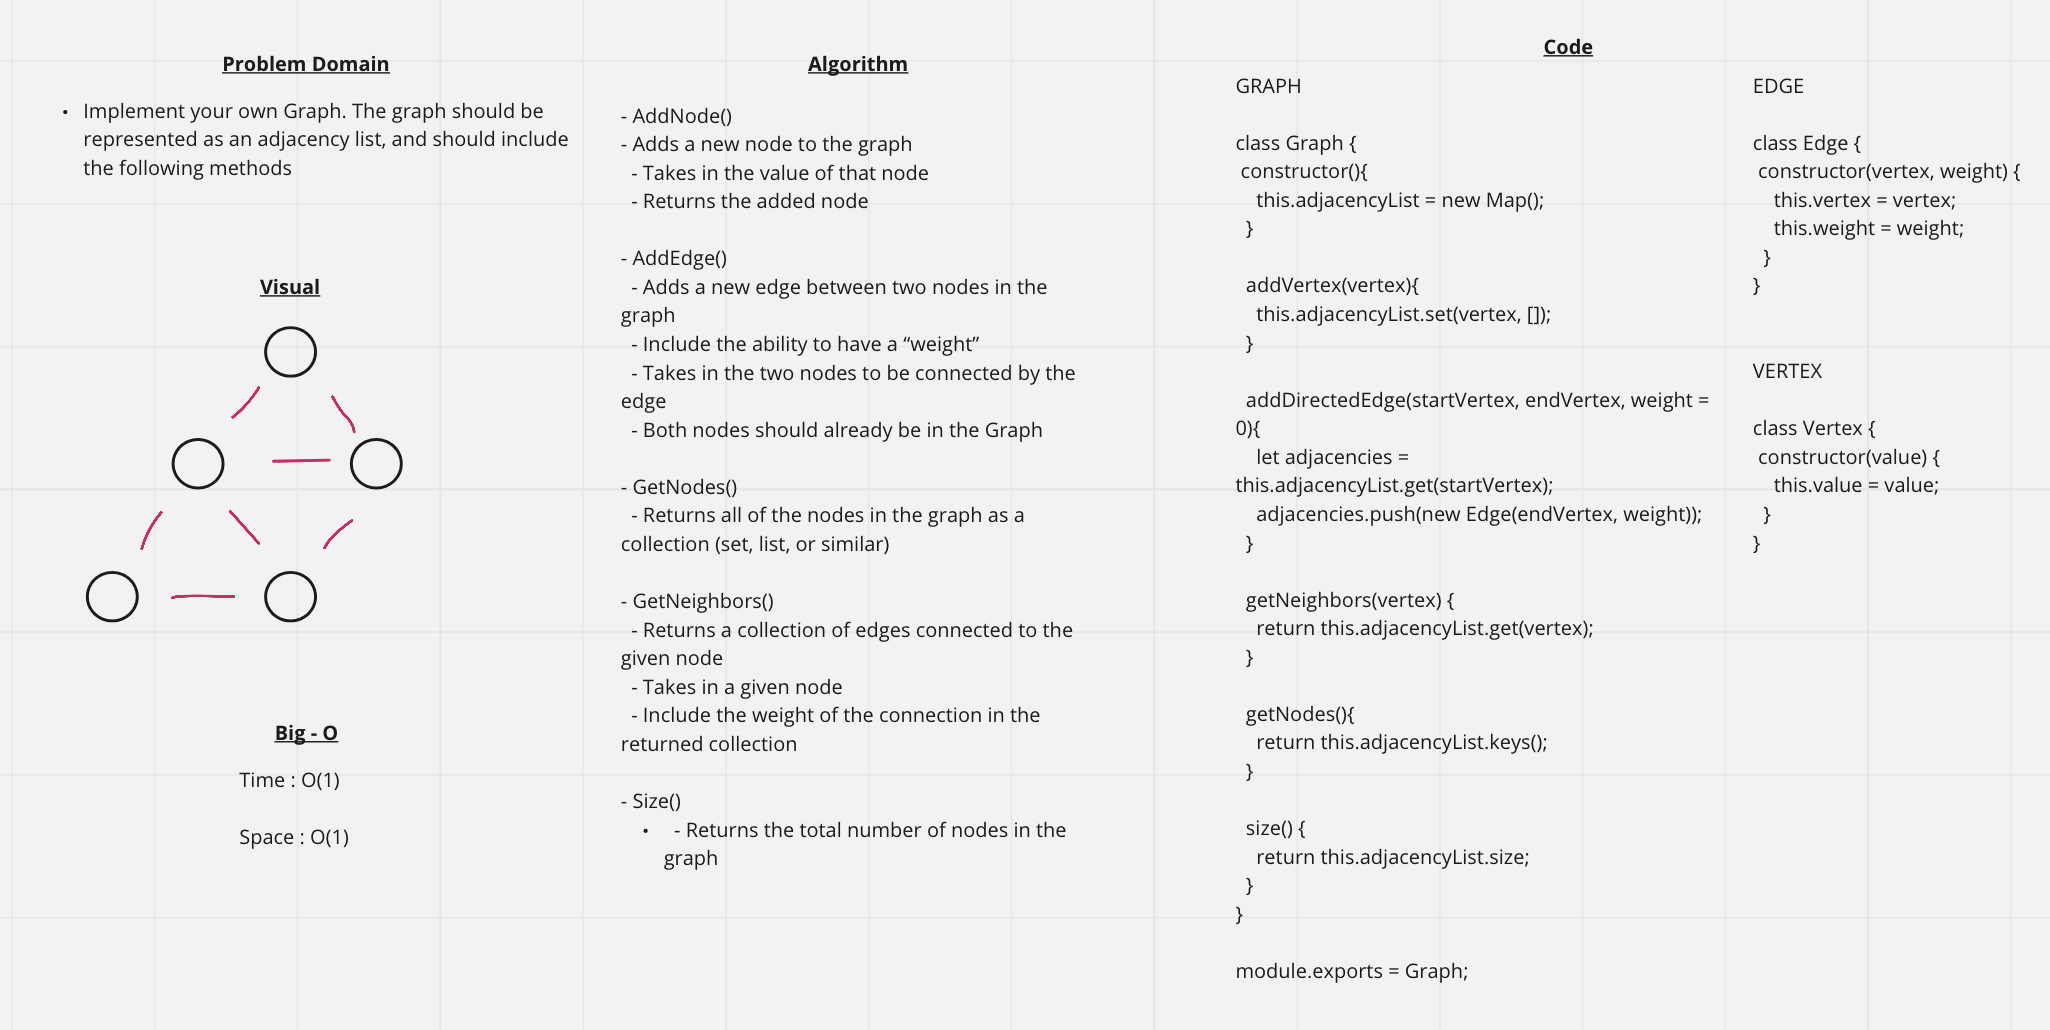 Problem Domain
• Implement your own Graph. The graph should be
represented as an adjacency list, and should include
the following methods
Visual
Big - O
Time : O(1)
Space : O(1)
Algorithm
- AddNode()
- Adds a new node to the graph
- Takes in the value of that node
- Returns the added node
- AddEdge()
- Adds a new edge between two nodes in the
graph
- Include the ability to have a “weight”
- Takes in the two nodes to be connected by the
edge
- Both nodes should already be in the Graph
- GetNodes()
- Returns all of the nodes in the graph as a
collection (set, list, or similar)
- GetNeighbors()
- Returns a collection of edges connected to the
given node
- Takes in a given node
- Include the weight of the connection in the
returned collection
- Size()
• - Returns the total number of nodes in the
graph
Code
GRAPH
class Graph {
constructor(){
this.adjacencyList = new Map();
}
addVertex(vertex){
this.adjacencyList.set(vertex, []);
}
addDirectedEdge(startVertex, endVertex, weight =
0){
let adjacencies =
this.adjacencyList.get(startVertex);
adjacencies.push(new Edge(endVertex, weight));
}
getNeighbors(vertex) {
return this.adjacencyList.get(vertex);
}
getNodes(){
return this.adjacencyList.keys();
}
size() {
return this.adjacencyList.size;
}
}
module.exports = Graph;
EDGE
class Edge {
constructor(vertex, weight) {
this.vertex = vertex;
this.weight = weight;
}
}
VERTEX
class Vertex {
constructor(value) {
this.value = value;
}
}